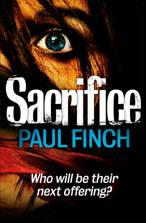 Sacrifice
PAUL FINCH
Who will be their
next offering?